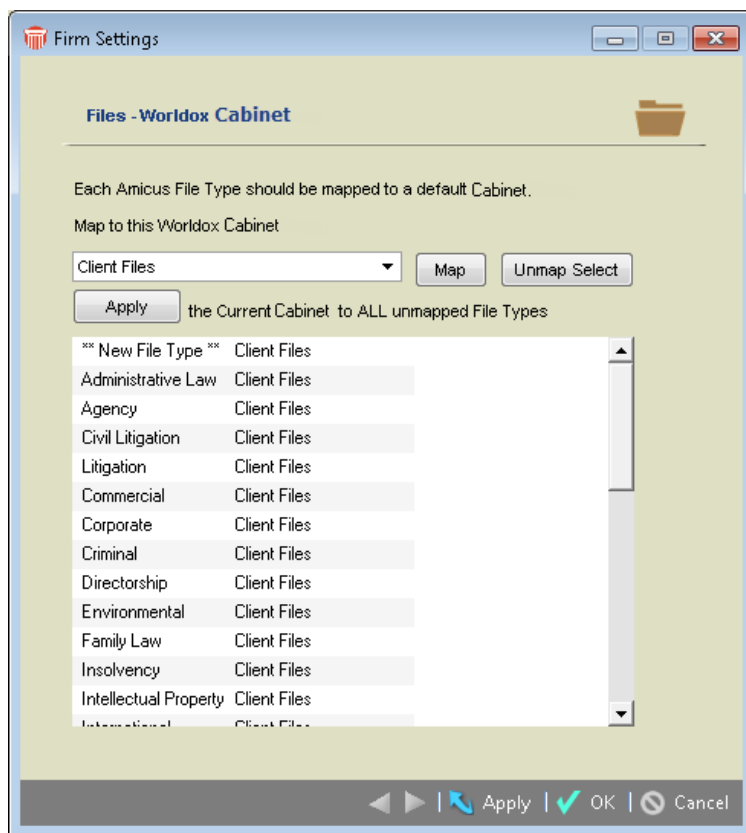 Firm Settings
Files - Worldox Cabinet
Each Amicus File Type should be mapped to a default Cabinet.
Map to this Worldox Cabinet
Client Files Map Unmap Select
Apply the Current Cabinet to ALL unmapped File Types
** New File Type ** Client Files
Administrative Law Client Files
Agency Client Files
Civil Litigation Client Files
Litigation Client Files
Commercial Client Files
Corporate Client Files
Criminal Client Files
Directorship Client Files
Environmental Client Files
Family Law Client Files
Insolvency Client Files
Intellectual Property Client Files
International Client Files
Apply OK Cancel